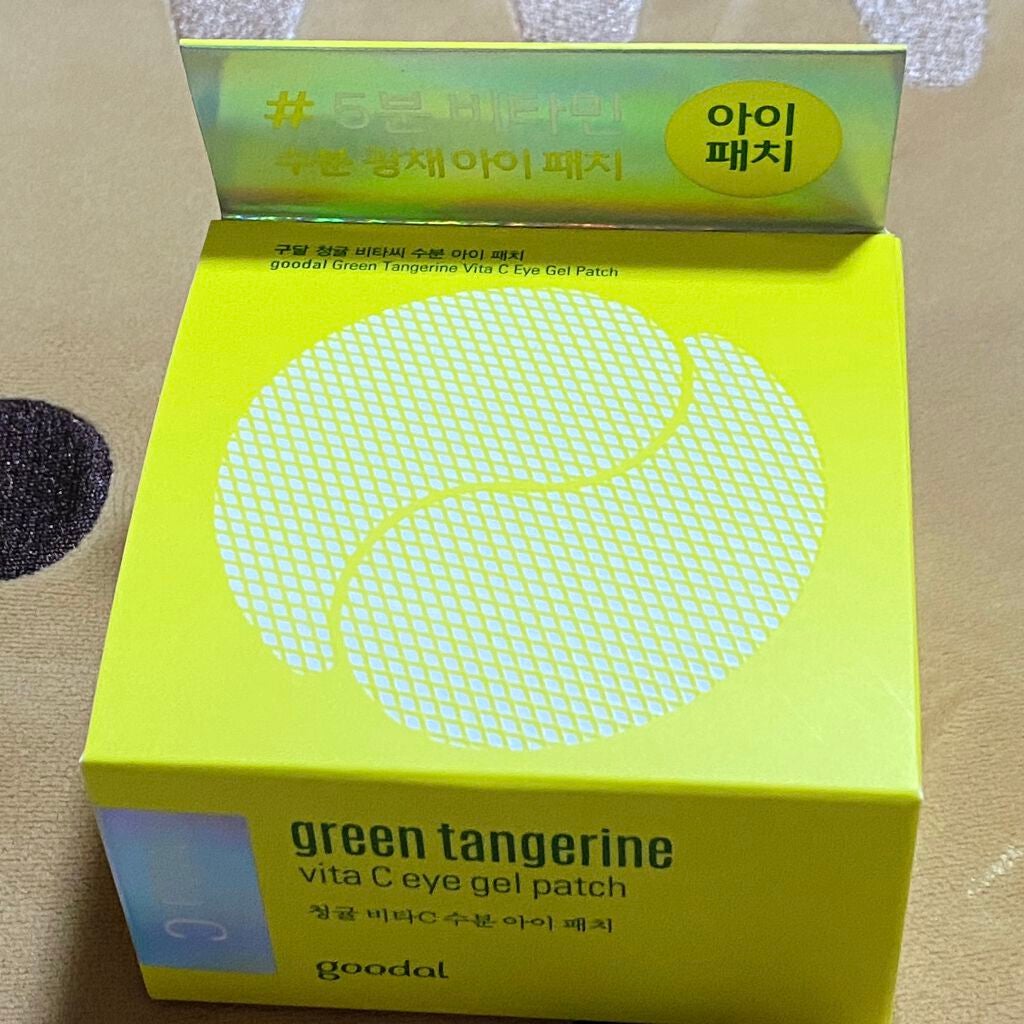 # 5분 비타민
수분 광채 아이 패치
아이
패치
구달 청귤 비타씨 수분 아이 패치
goodal Green Tangerine Vita C Eye Gel Patch
green tangerine
vita C eye gel patch
청귤 비타C 수분 아이 패치
goodal